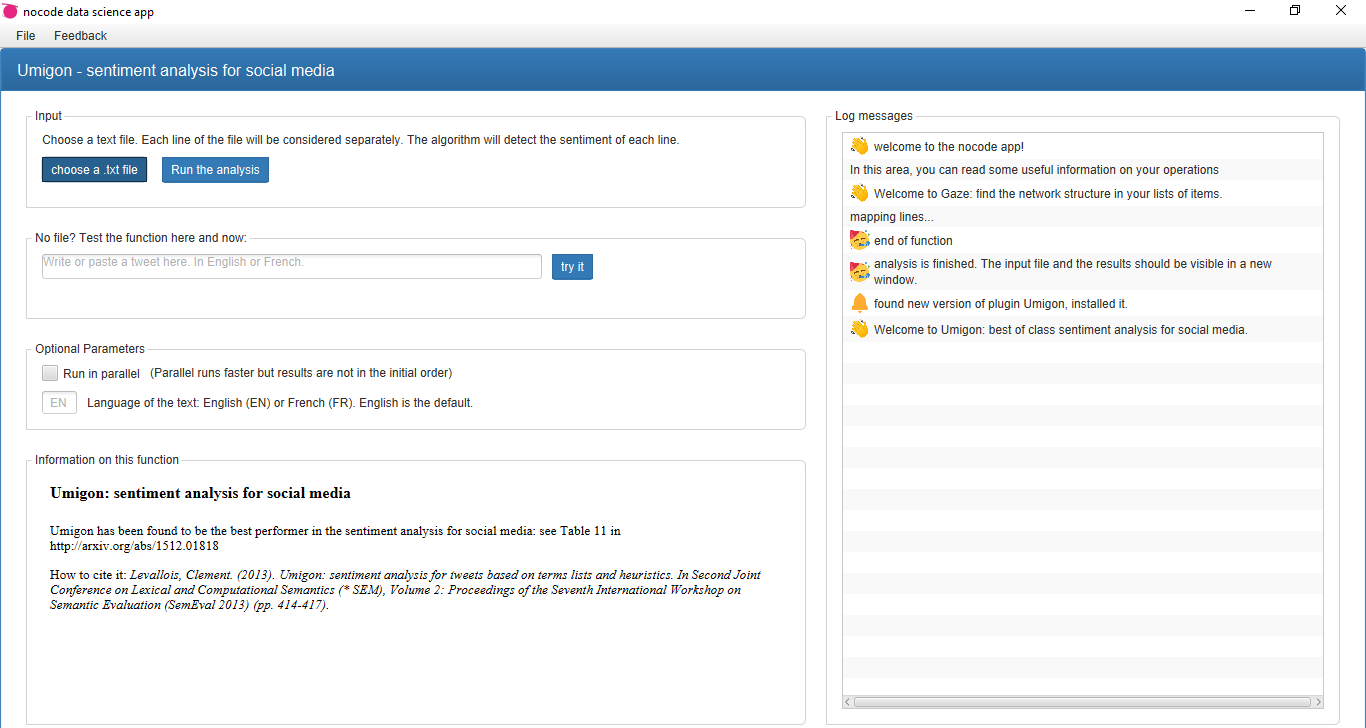 nocode data science app
File Feedback
Umigon - sentiment analysis for social media
Input
Choose a text file. Each line of the file will be considered separately. The algorithm will detect the sentiment of each line.
choose a .txt file Run the analysis
No file? Test the function here and now:
Write or paste a tweet here. In English or French.
try it
Optional Parameters
Run in parallel (Parallel runs faster but results are not in the initial order)
EN Language of the text: English (EN) or French (FR). English is the default.
Information on this function
Umigon: sentiment analysis for social media
Umigon has been found to be the best performer in the sentiment analysis for social media: see Table 11 in
http://arxiv.org/abs/1512.01818
How to cite it: Levallois, Clement. (2013). Umigon: sentiment analysis for tweets based on terms lists and heuristics. In Second Joint
Conference on Lexical and Computational Semantics (* SEM), Volume 2: Proceedings of the Seventh International Workshop on
Semantic Evaluation (SemEval 2013) (pp. 414-417).
Log messages
welcome to the nocode app!
In this area, you can read some useful information on your operations
Welcome to Gaze: find the network structure in your lists of items.
mapping lines...
end of function
analysis is finished. The input file and the results should be visible in a new
window.
found new version of plugin Umigon, installed it.
Welcome to Umigon: best of class sentiment analysis for social media.